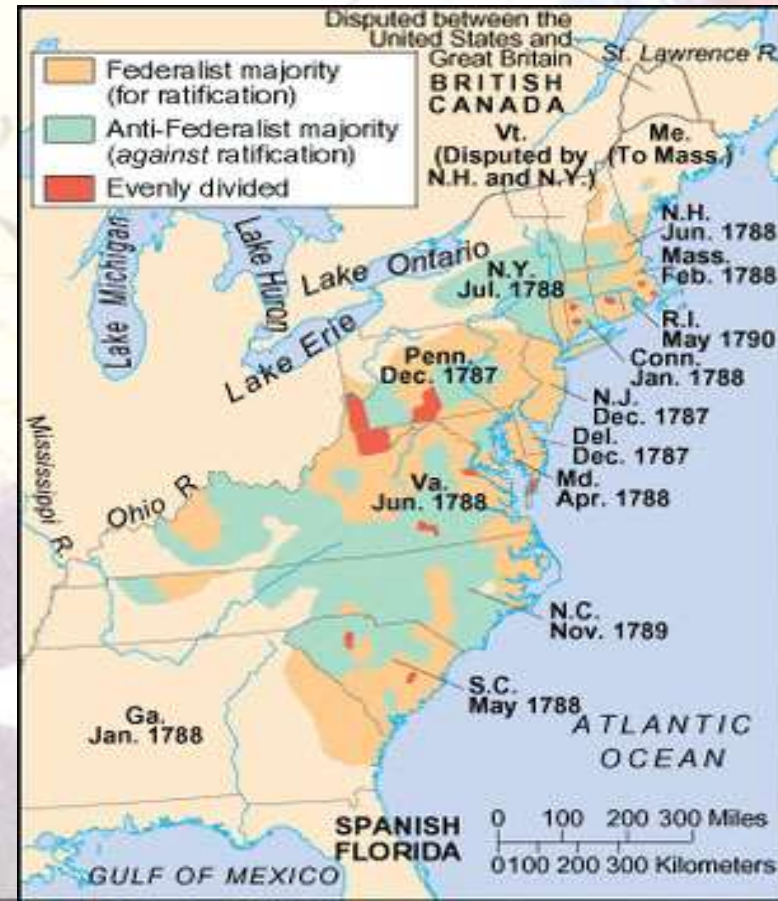 Disputed between the
United States and
Great Britain
St. Lawrence R.
BRITISH
CANADA
Federalist majority
(for ratification)
Anti-Federalist majority
(against ratification)
Evenly divided
Vt.
(Disputed by
N.H. and N.Y.)
Me.
(To Mass.)
Lake Michigan
Lake Huron
Lake Ontario
Lake Erie
N.H.
Jun. 1788
Mass.
Feb. 1788
N.Y.
Jul. 1788
R.I.
May 1790
Conn.
Jan. 1788
Penn.
Dec. 1787
N.J.
Dec. 1787
Del.
Dec. 1787
Md.
Apr. 1788
Mississippi R.
Ohio R
Va.
Jun. 1788
N.C.
Nov. 1789
S.C.
May 1788
Ga.
Jan. 1788
ATLANTIC
OCEAN
SPANISH
FLORIDA
0 100 200 300 Miles
0 100 200 300 Kilometers
GULF OF MEXICO